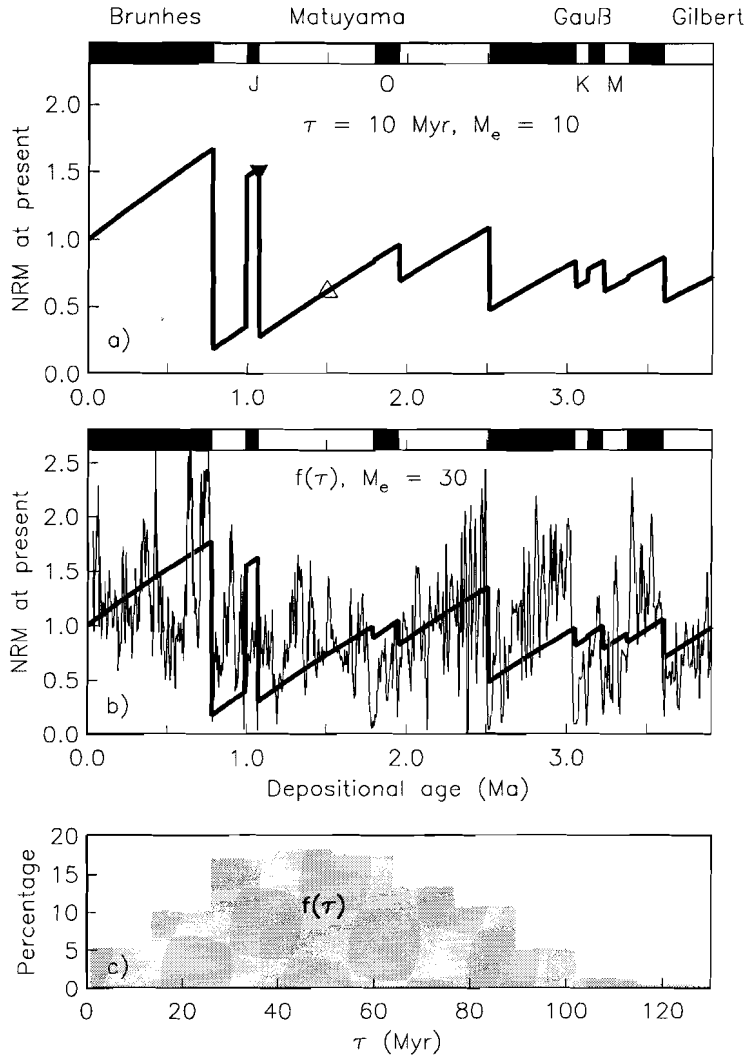 Brunhes Matuyama Gauß Gilbert
J O K M
τ = 10 Myr, Mₑ = 10
2.0
1.5
1.0
0.5
0.0
NRM at present
a)
0.0 1.0 2.0 3.0
f(τ), Mₑ = 30
2.5
2.0
1.5
1.0
0.5
0.0
NRM at present
b)
0.0 1.0 2.0 3.0
Depositional age (Ma)
20
15
10
5
0
Percentage
f(τ)
c)
0 20 40 60 80 100 120
τ (Myr)